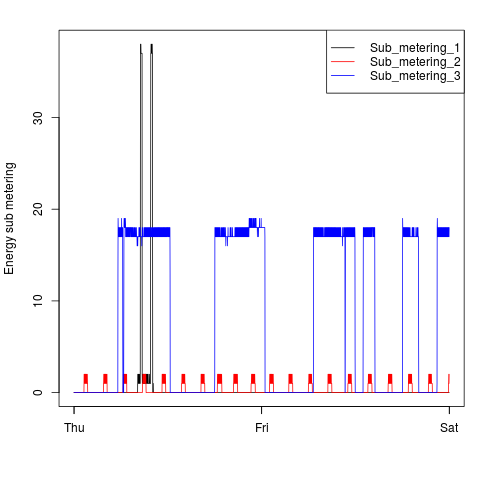 Sub_metering_1
Sub_metering_2
Sub_metering_3
Energy sub metering
30
20
10
0
Thu Fri Sat